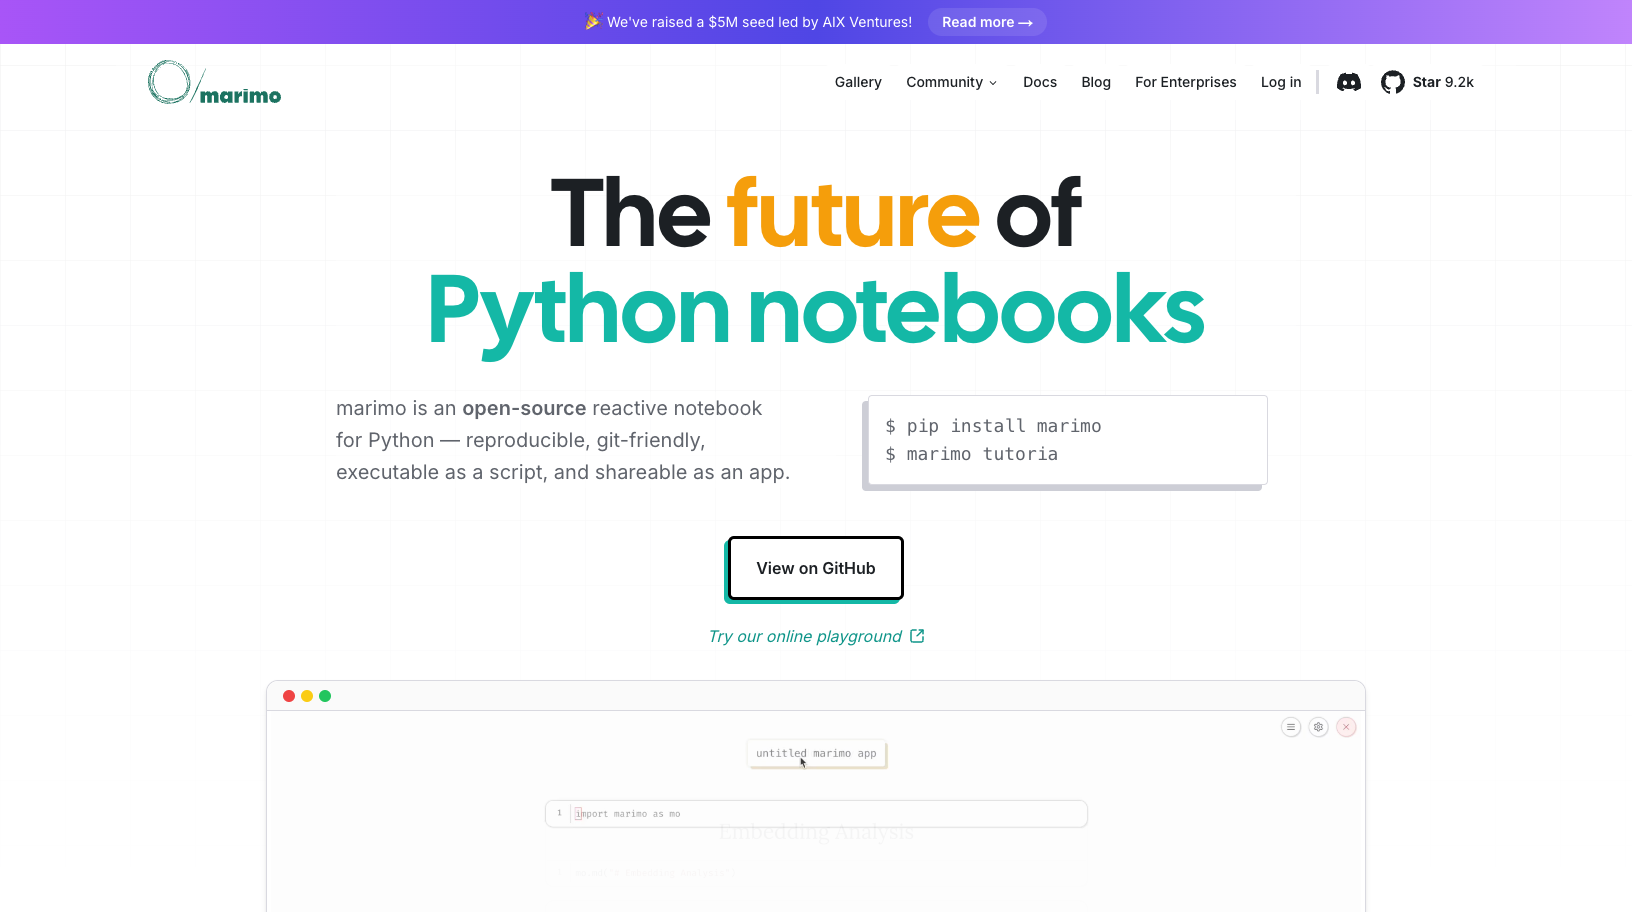 🎉 We've raised a $5M seed led by AIX Ventures! Read more →
marimo
Gallery Community Docs Blog For Enterprises Log in Star 9.2k
The future of
Python notebooks
marimo is an open-source reactive notebook
for Python — reproducible, git-friendly,
executable as a script, and shareable as an app.
$ pip install marimo
$ marimo tutoria
View on GitHub
Try our online playground
untitled marimo app
1 import marimo as mo
Embedding Analysis